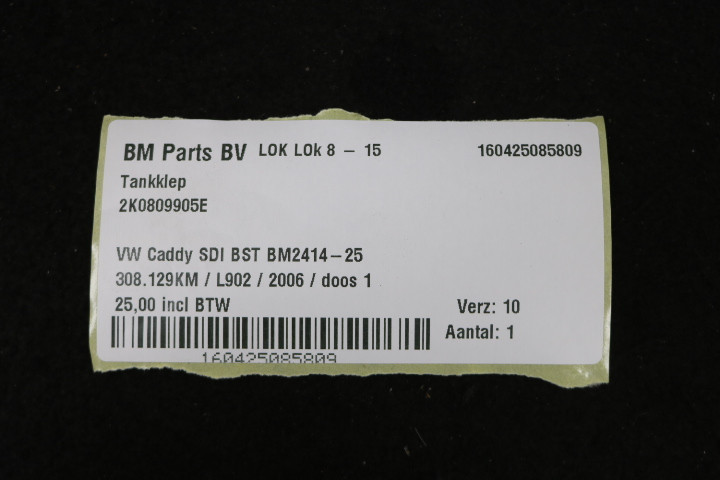 BM Parts BV LOK LOk 8 – 15 160425085809
Tankklep
2K0809905E
VW Caddy SDI BST BM2414–25
308.129KM / L902 / 2006 / doos 1
25,00 incl BTW Verz: 10
Aantal: 1
160425085809